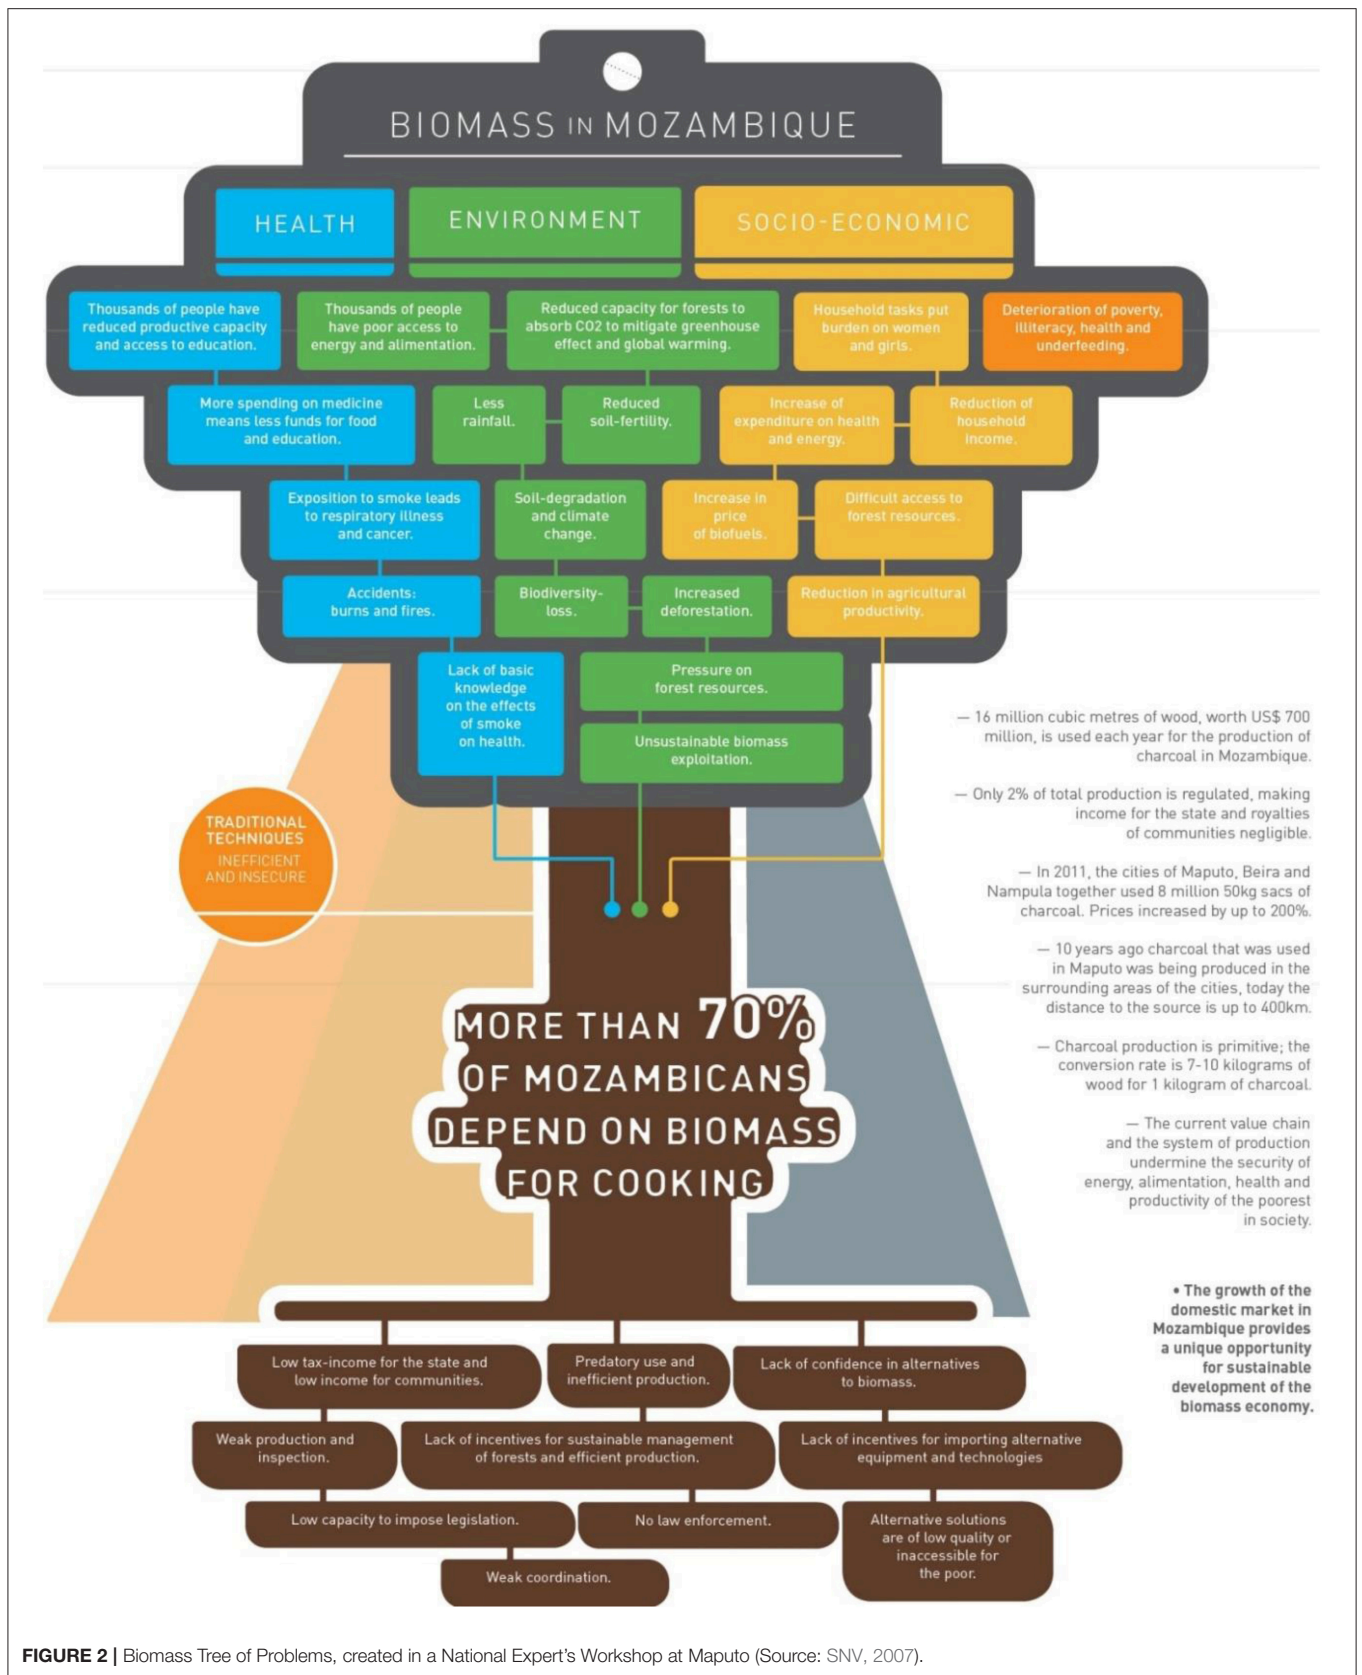 BIOMASS IN MOZAMBIQUE
HEALTH
ENVIRONMENT
SOCIO-ECONOMIC
Thousands of people have
reduced productive capacity
and access to education.
Thousands of people
have poor access to
energy and alimentation.
Reduced capacity for forests to
absorb CO2 to mitigate greenhouse
effect and global warming.
Household tasks put
burden on women
and girls.
Deterioration of poverty,
illiteracy, health and
underfeeding.
More spending on medicine
means less funds for food
and education.
Less
rainfall.
Reduced
soil-fertility.
Increase of
expenditure on health
and energy.
Reduction of
household
income.
Exposition to smoke leads
to respiratory illness
and cancer.
Soil-degradation
and climate
change.
Increase in
price
of biofuels.
Difficult access to
forest resources.
Accidents:
burns and fires.
Biodiversity-
loss.
Increased
deforestation.
Reduction in agricultural
productivity.
Lack of basic
knowledge
on the effects
of smoke
on health.
Pressure on
forest resources.
Unsustainable biomass
exploitation.
TRADITIONAL
TECHNIQUES
INEFFICIENT
AND INSECURE
MORE THAN 70%
OF MOZAMBICANS
DEPEND ON BIOMASS
FOR COOKING
— 16 million cubic metres of wood, worth US$ 700
million, is used each year for the production of
charcoal in Mozambique.
— Only 2% of total production is regulated, making
income for the state and royalties
of communities negligible.
— In 2011, the cities of Maputo, Beira and
Nampula together used 8 million 50kg sacs of
charcoal. Prices increased by up to 200%.
— 10 years ago charcoal that was used
in Maputo was being produced in the
surrounding areas of the cities, today the
distance to the source is up to 400km.
— Charcoal production is primitive; the
conversion rate is 7-10 kilograms of
wood for 1 kilogram of charcoal.
— The current value chain
and the system of production
undermine the security of
energy, alimentation, health and
productivity of the poorest
in society.
• The growth of the
domestic market in
Mozambique provides
a unique opportunity
for sustainable
development of the
biomass economy.
Low tax-income for the state and
low income for communities.
Predatory use and
inefficient production.
Lack of confidence in alternatives
to biomass.
Weak production and
inspection.
Lack of incentives for sustainable management
of forests and efficient production.
Lack of incentives for importing alternative
equipment and technologies
Low capacity to impose legislation.
No law enforcement.
Alternative solutions
are of low quality or
inaccessible for
the poor.
Weak coordination.
FIGURE 2 | Biomass Tree of Problems, created in a National Expert's Workshop at Maputo (Source: SNV, 2007).